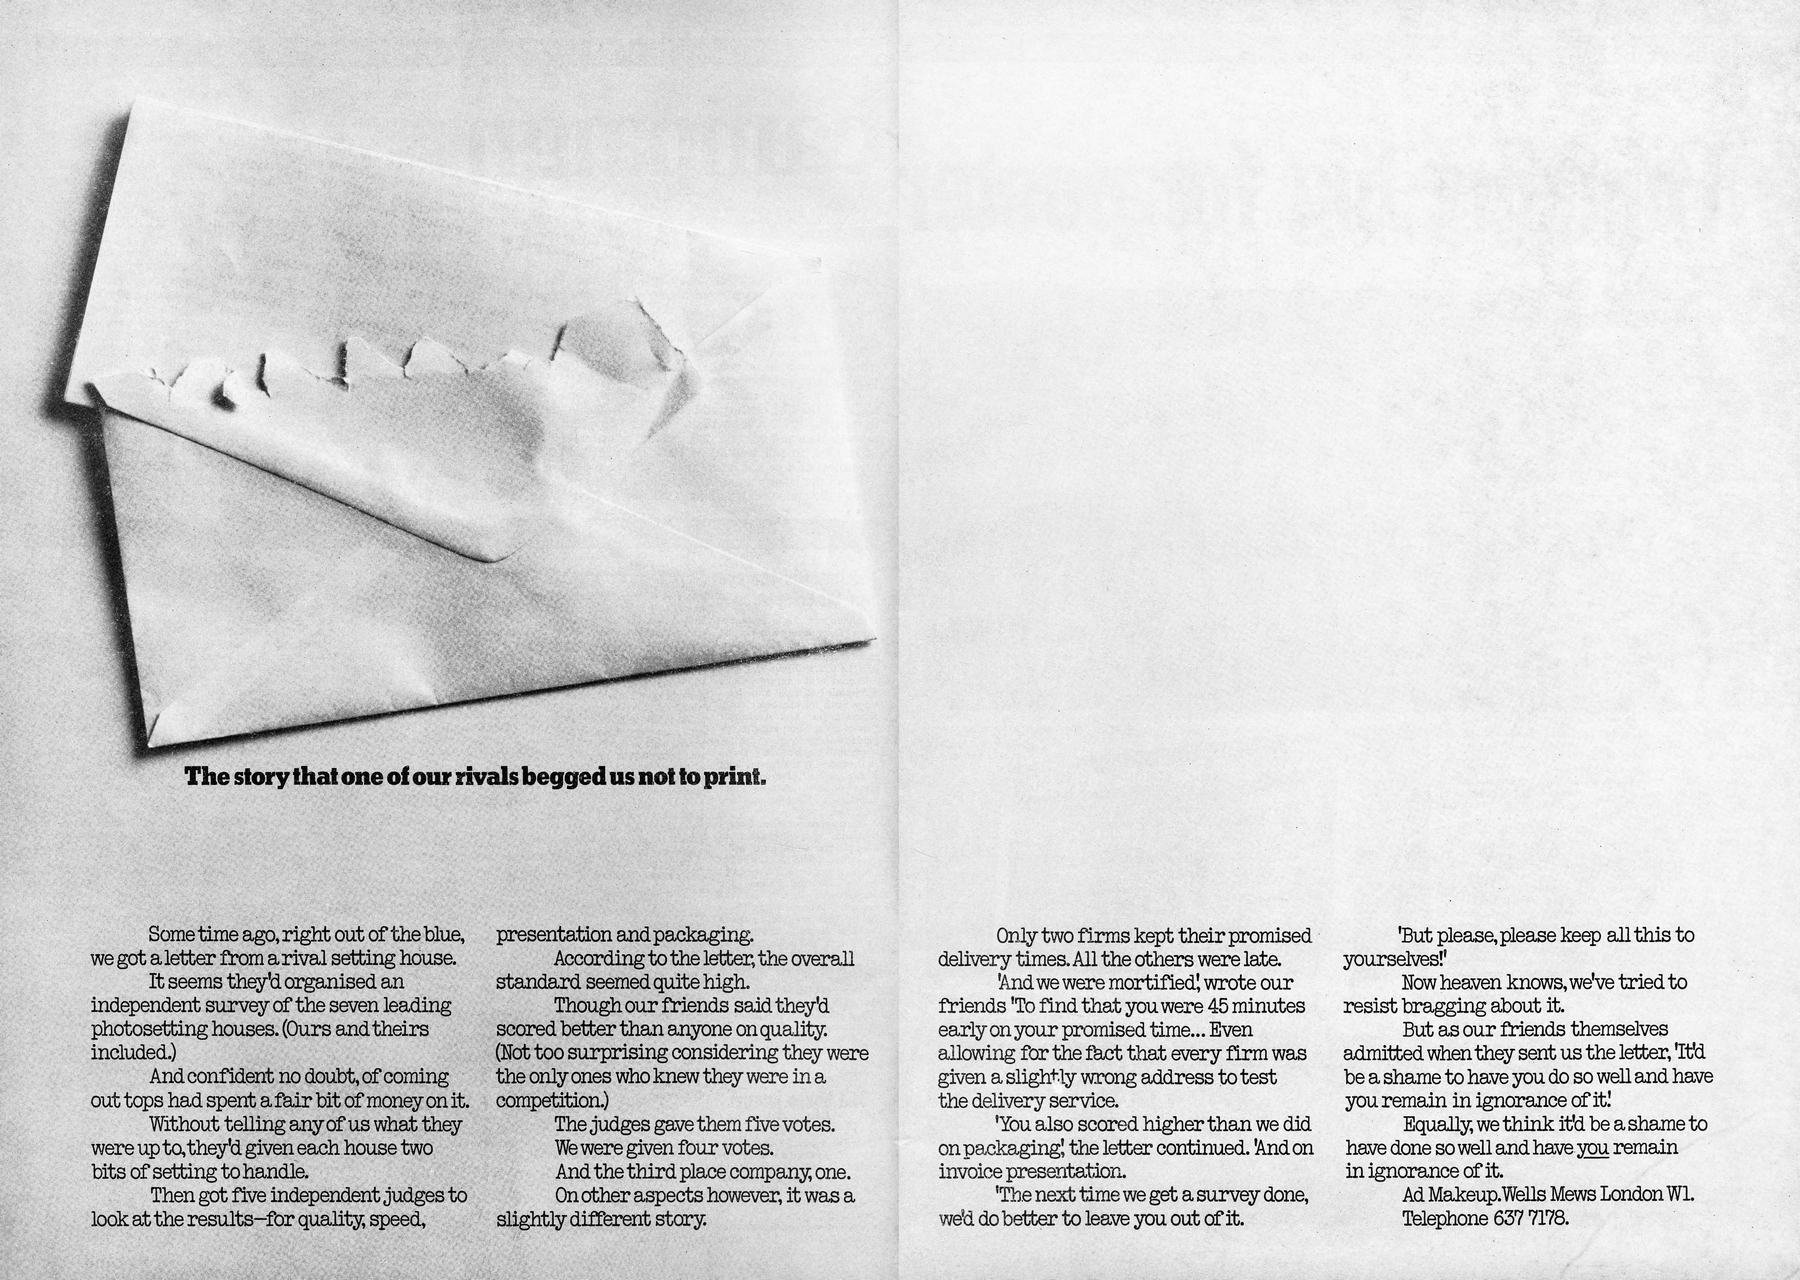 The story that one of our rivals begged us not to print.
Some time ago, right out of the blue,
we got a letter from a rival setting house.
It seems they'd organised an
independent survey of the seven leading
photosetting houses. (Ours and theirs
included.)
And confident no doubt, of coming
out tops had spent a fair bit of money on it.
Without telling any of us what they
were up to, they'd given each house two
bits of setting to handle.
Then got five independent judges to
look at the results—for quality, speed,
presentation and packaging.
According to the letter, the overall
standard seemed quite high.
Though our friends said they'd
scored better than anyone on quality.
(Not too surprising considering they were
the only ones who knew they were in a
competition.)
The judges gave them five votes.
We were given four votes.
And the third place company, one.
On other aspects however, it was a
slightly different story.
Only two firms kept their promised
delivery times. All the others were late.
'And we were mortified,' wrote our
friends 'To find that you were 45 minutes
early on your promised time... Even
allowing for the fact that every firm was
given a slightly wrong address to test
the delivery service.
'You also scored higher than we did
on packaging,' the letter continued. 'And on
invoice presentation.
'The next time we get a survey done,
we'd do better to leave you out of it.
'But please, please keep all this to
yourselves!'
Now heaven knows, we've tried to
resist bragging about it.
But as our friends themselves
admitted when they sent us the letter, 'It'd
be a shame to have you do so well and have
you remain in ignorance of it.'
Equally, we think it'd be a shame to
have done so well and have you remain
in ignorance of it.
Ad Makeup. Wells Mews London W1.
Telephone 637 7178.